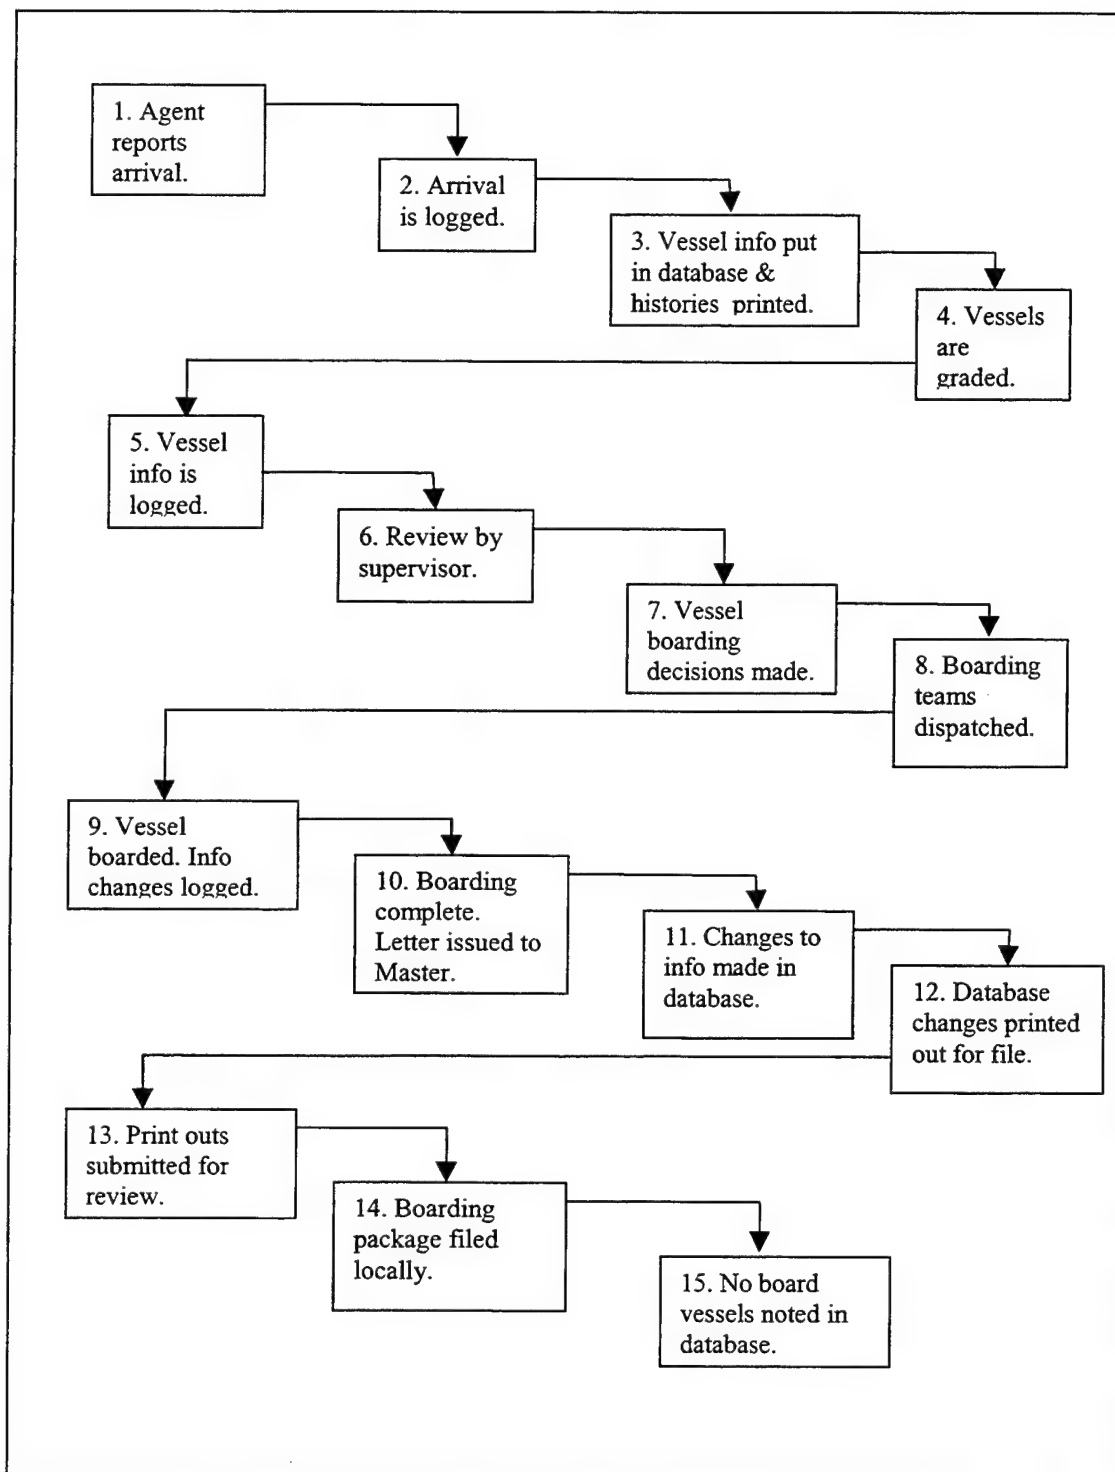 1. Agent
reports
arrival.
2. Arrival
is logged.
3. Vessel info put
in database &
histories printed.
4. Vessels
are
graded.
5. Vessel
info is
logged.
6. Review by
supervisor.
7. Vessel
boarding
decisions made.
8. Boarding
teams
dispatched.
9. Vessel
boarded. Info
changes logged.
10. Boarding
complete.
Letter issued to
Master.
11. Changes to
info made in
database.
12. Database
changes printed
out for file.
13. Print outs
submitted for
review.
14. Boarding
package filed
locally.
15. No board
vessels noted in
database.